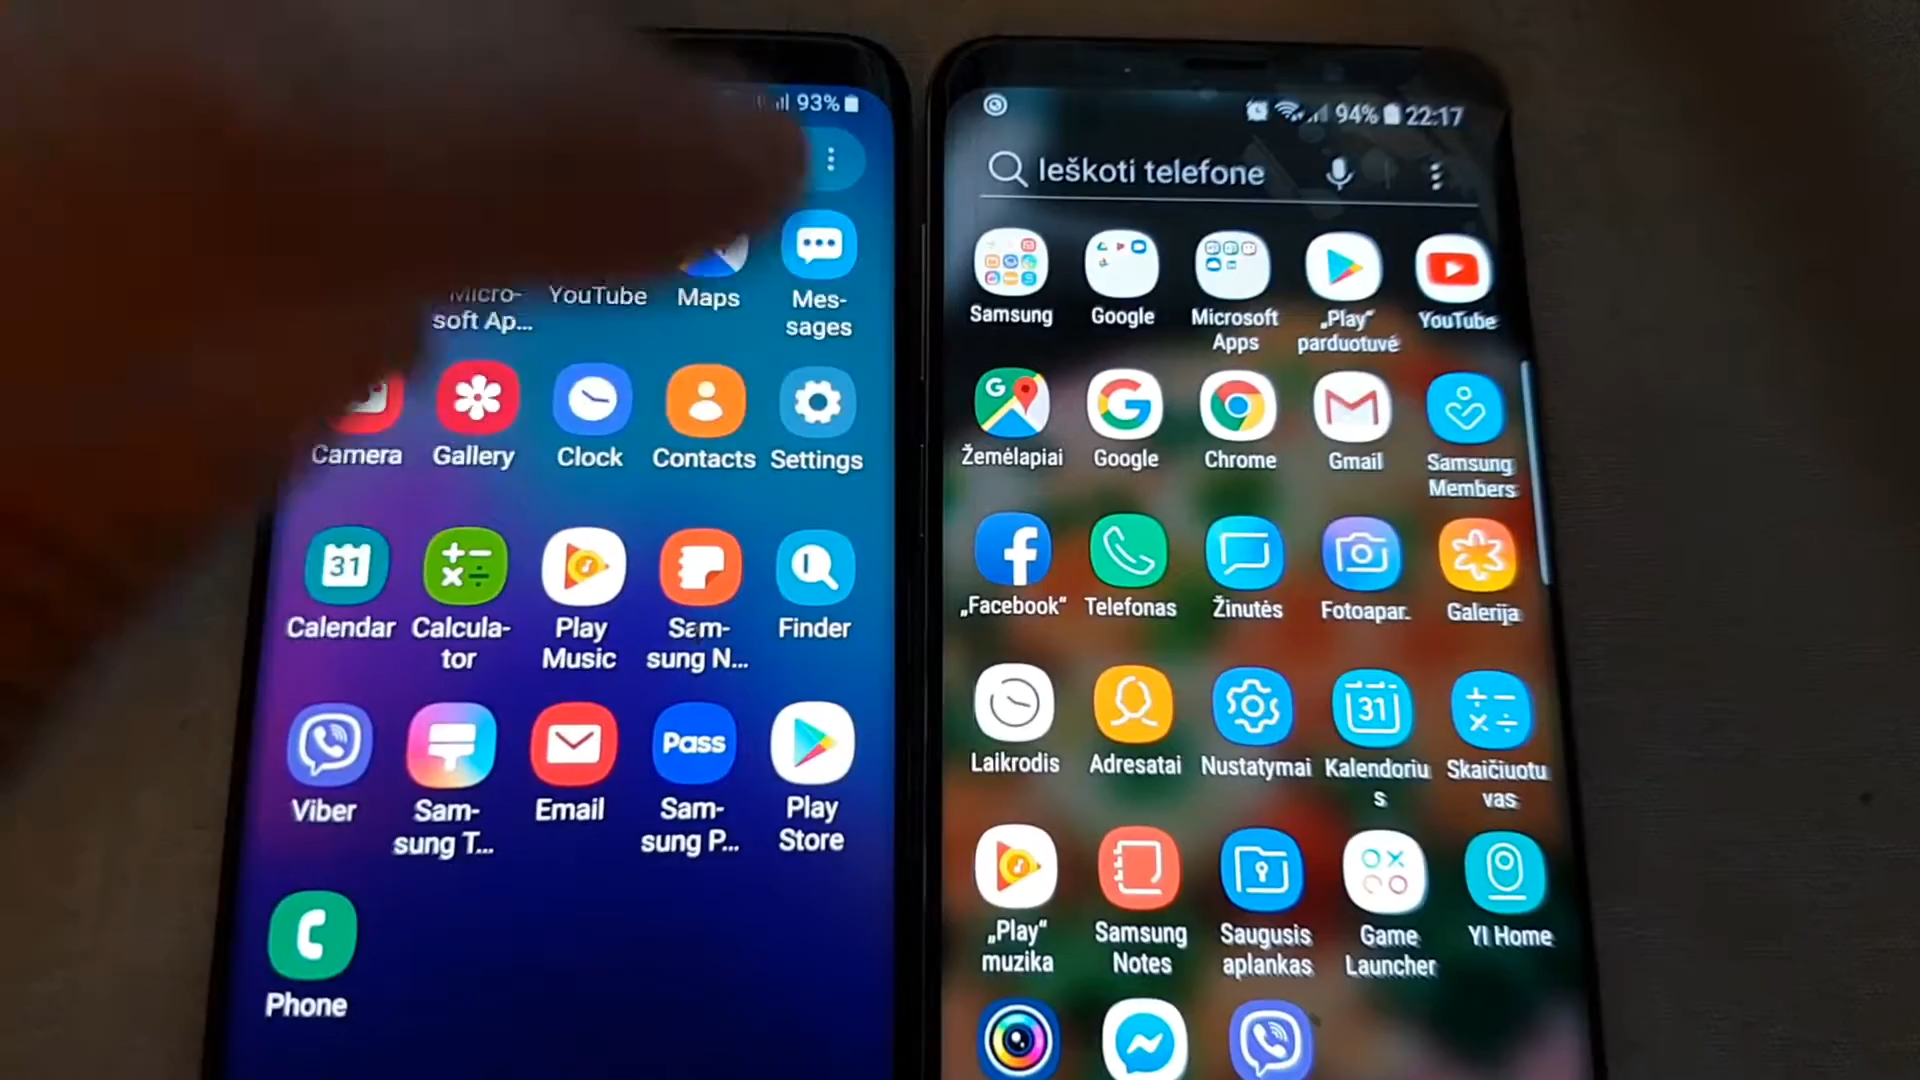 93%
Micro-
soft Ap...
YouTube
Maps
Mes-
sages
Camera
Gallery
Clock
Contacts
Settings
31
Calendar
Calcula-
tor
Play
Music
Sam-
sung N...
Finder
Viber
Sam-
sung T...
Email
Pass
Sam-
sung P...
Play
Store
Phone
94% 22:17
Ieškoti telefone
Samsung
Google
Microsoft
Apps
„Play“
parduotuvė
YouTube
Žemėlapiai
Google
Chrome
Gmail
Samsung
Members
„Facebook“
Telefonas
Žinutės
Fotoapar.
Galerija
Laikrodis
Adresatai
Nustatymai
31
Kalendoriu
s
Skaičiuotu
vas
„Play“
muzika
Samsung
Notes
Saugusis
aplankas
Game
Launcher
YI Home